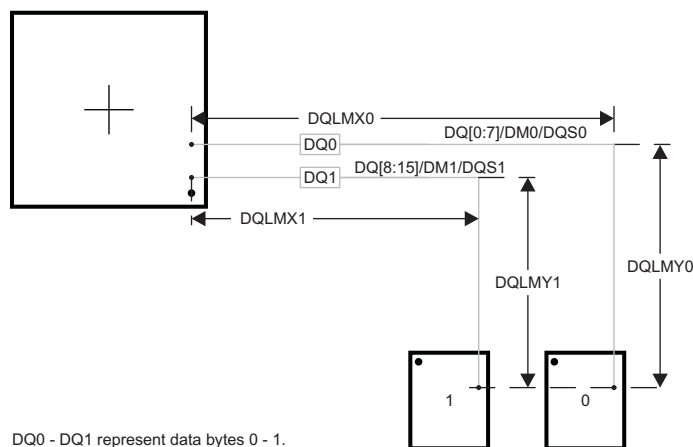 DQLMX0
DQ[0:7]/DM0/DQS0
DQ0
DQ[8:15]/DM1/DQS1
DQ1
DQLMX1
DQLMY0
DQLMY1
1
0
DQ0 - DQ1 represent data bytes 0 - 1.